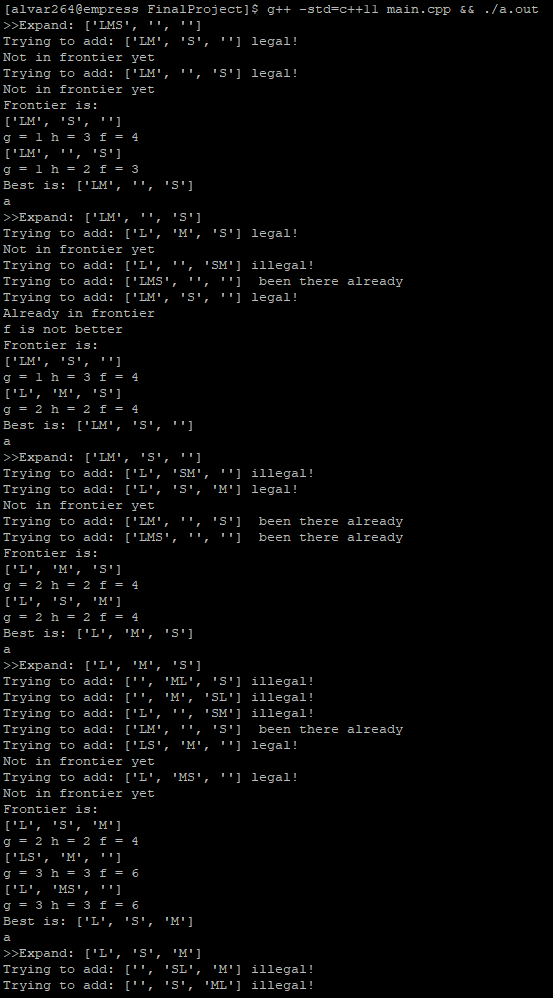 [alvar264@empress FinalProject]$ g++ -std=c++11 main.cpp && ./a.out
>>Expand: ['LMS', '', '']
Trying to add: ['LM', 'S', ''] legal!
Not in frontier yet
Trying to add: ['LM', '', 'S'] legal!
Not in frontier yet
Frontier is:
['LM', 'S', '']
g = 1 h = 3 f = 4
['LM', '', 'S']
g = 1 h = 2 f = 3
Best is: ['LM', '', 'S']
a
>>Expand: ['LM', '', 'S']
Trying to add: ['L', 'M', 'S'] legal!
Not in frontier yet
Trying to add: ['L', '', 'SM'] illegal!
Trying to add: ['LMS', '', '']  been there already
Trying to add: ['LM', 'S', ''] legal!
Already in frontier
f is not better
Frontier is:
['LM', 'S', '']
g = 1 h = 3 f = 4
['L', 'M', 'S']
g = 2 h = 2 f = 4
Best is: ['LM', 'S', '']
a
>>Expand: ['LM', 'S', '']
Trying to add: ['L', 'SM', ''] illegal!
Trying to add: ['L', 'S', 'M'] legal!
Not in frontier yet
Trying to add: ['LM', '', 'S']  been there already
Trying to add: ['LMS', '', '']  been there already
Frontier is:
['L', 'M', 'S']
g = 2 h = 2 f = 4
['L', 'S', 'M']
g = 2 h = 2 f = 4
Best is: ['L', 'M', 'S']
a
>>Expand: ['L', 'M', 'S']
Trying to add: ['', 'ML', 'S'] illegal!
Trying to add: ['', 'M', 'SL'] illegal!
Trying to add: ['L', '', 'SM'] illegal!
Trying to add: ['LM', '', 'S']  been there already
Trying to add: ['LS', 'M', ''] legal!
Not in frontier yet
Trying to add: ['L', 'MS', ''] legal!
Not in frontier yet
Frontier is:
['L', 'S', 'M']
g = 2 h = 2 f = 4
['LS', 'M', '']
g = 3 h = 3 f = 6
['L', 'MS', '']
g = 3 h = 3 f = 6
Best is: ['L', 'S', 'M']
a
>>Expand: ['L', 'S', 'M']
Trying to add: ['', 'SL', 'M'] illegal!
Trying to add: ['', 'S', 'ML'] illegal!